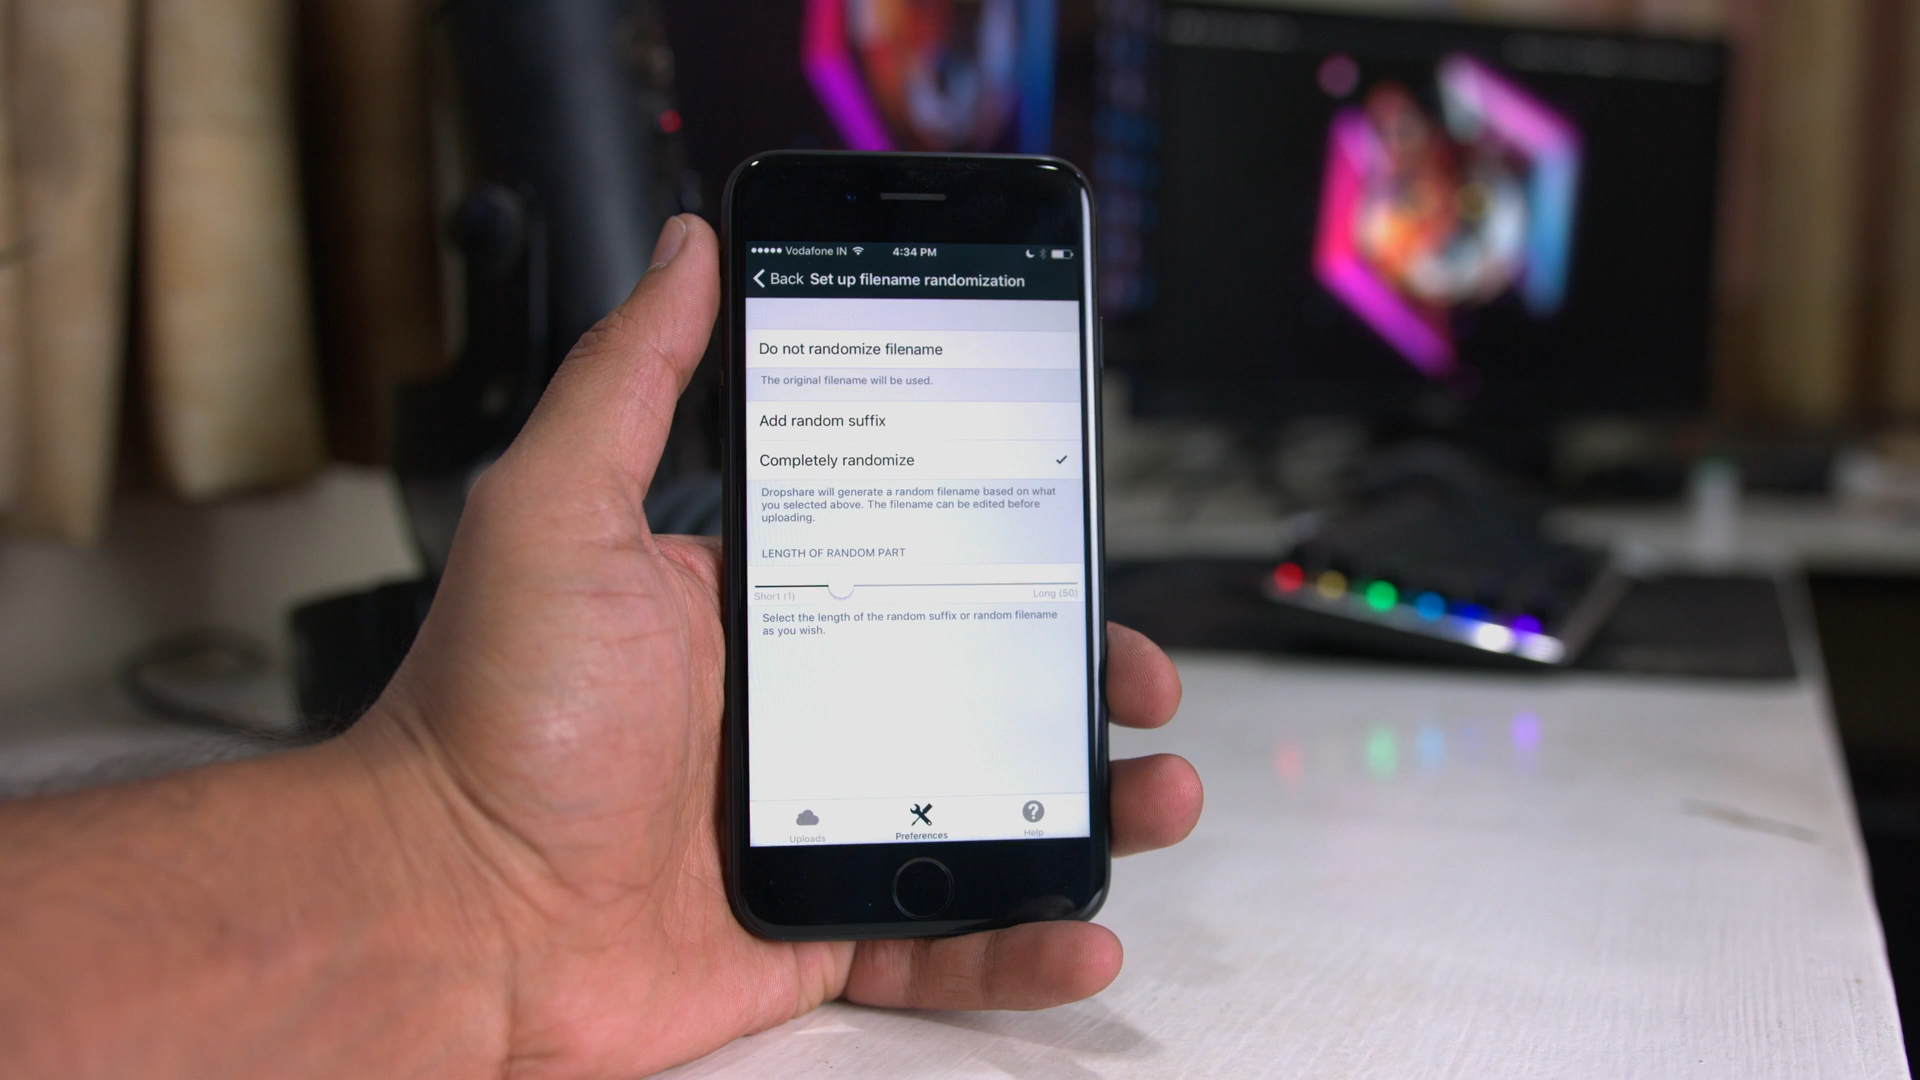 Vodafone IN 4:34 PM
Back Set up filename randomization
Do not randomize filename
The original filename will be used.
Add random suffix
Completely randomize
Dropshare will generate a random filename based on what
you selected above. The filename can be edited before
uploading.
LENGTH OF RANDOM PART
Short (1) Long (50)
Select the length of the random suffix or random filename
as you wish.
Uploads Preferences Help